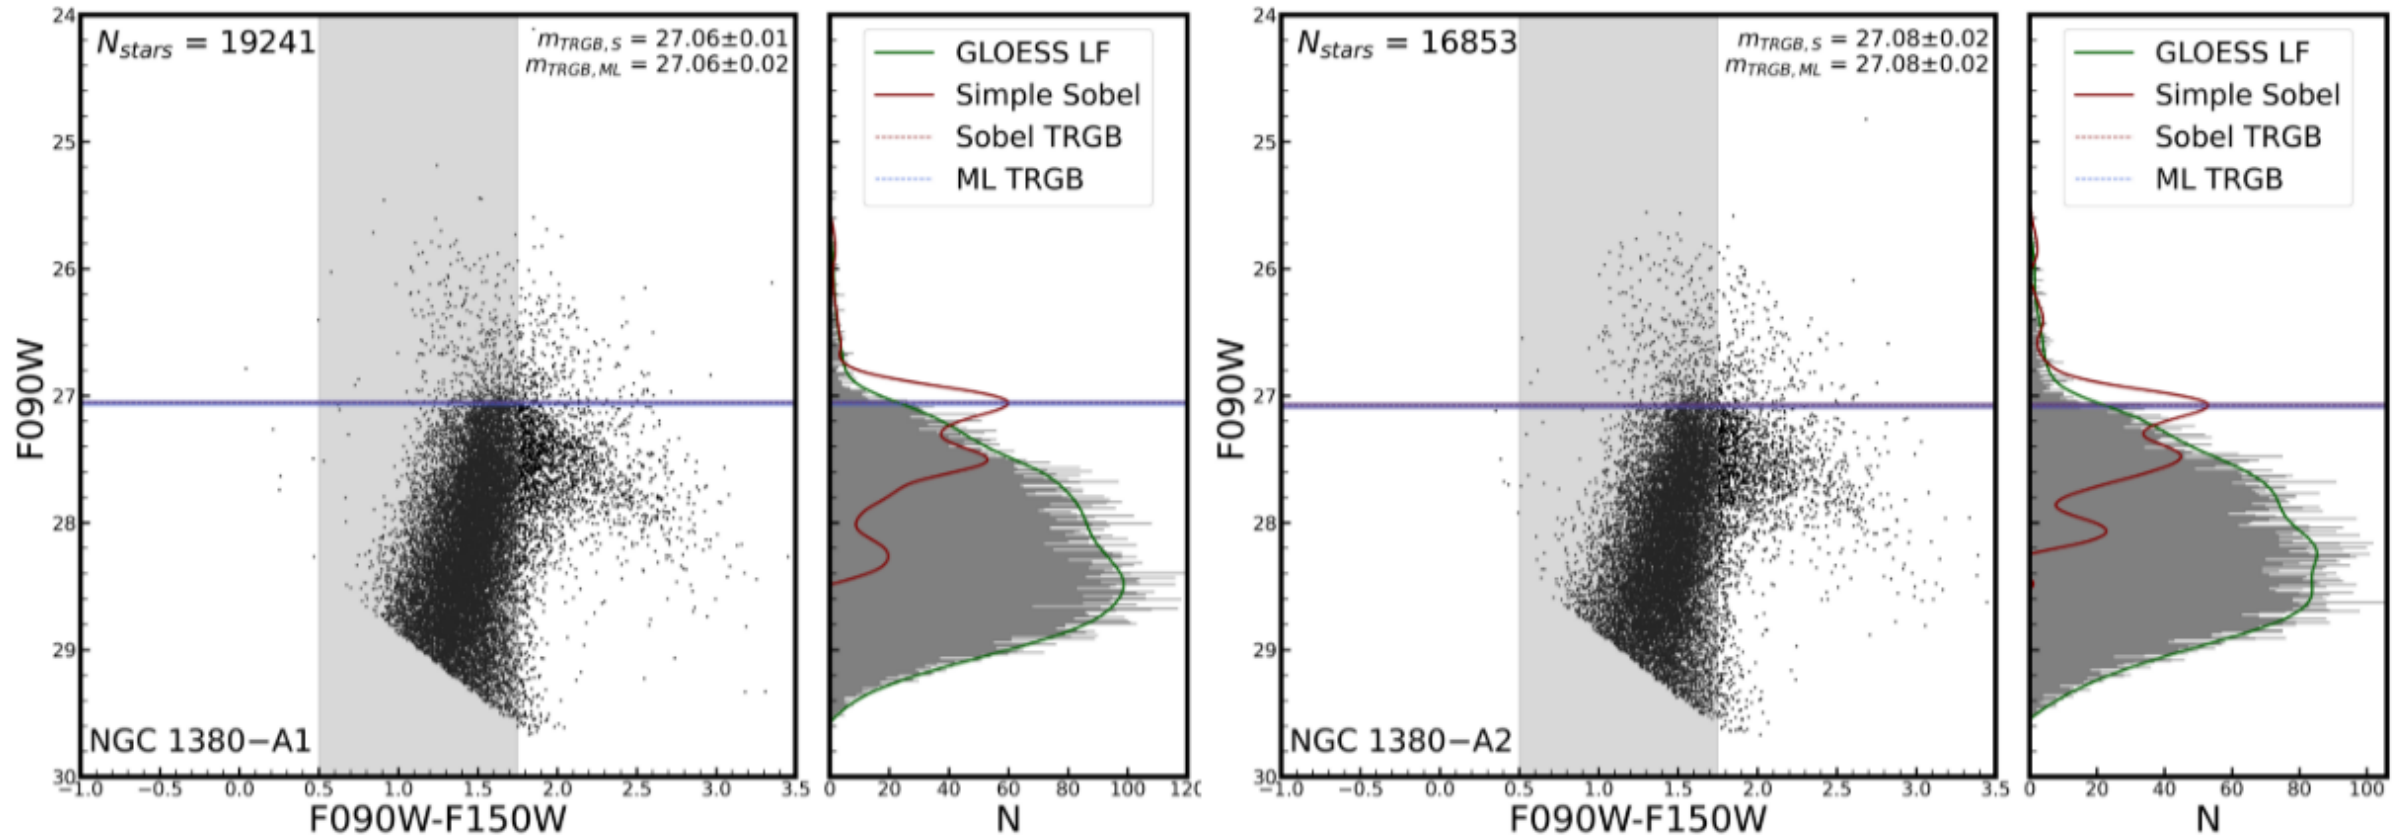 N_stars = 19241
m_TRGB,S = 27.06±0.01
m_TRGB,ML = 27.06±0.02
24
25
26
27
28
29
30
F090W
NGC 1380−A1
−1.0 0.0 0.5 1.0 1.5 2.0 2.5 3.0 3.5
F090W-F150W
GLOESS LF
Simple Sobel
Sobel TRGB
ML TRGB
0 20 40 60 80 100 120
N
N_stars = 16853
m_TRGB,S = 27.08±0.02
m_TRGB,ML = 27.08±0.02
24
25
26
27
28
29
30
F090W
NGC 1380−A2
−1.0 0.0 0.5 1.0 1.5 2.0 2.5 3.0 3.5
F090W-F150W
GLOESS LF
Simple Sobel
Sobel TRGB
ML TRGB
0 20 40 60 80 100
N